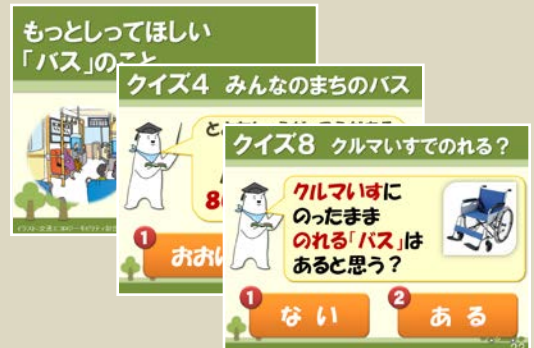 もっとしってほしい
「バス」のこと
クイズ4 みんなのまちのバス
8
1
おおい
クイズ8 クルマいすでのれる?
クルマいすに
のったまま
のれる「バス」は
あると思う?
1 ない
2 ある